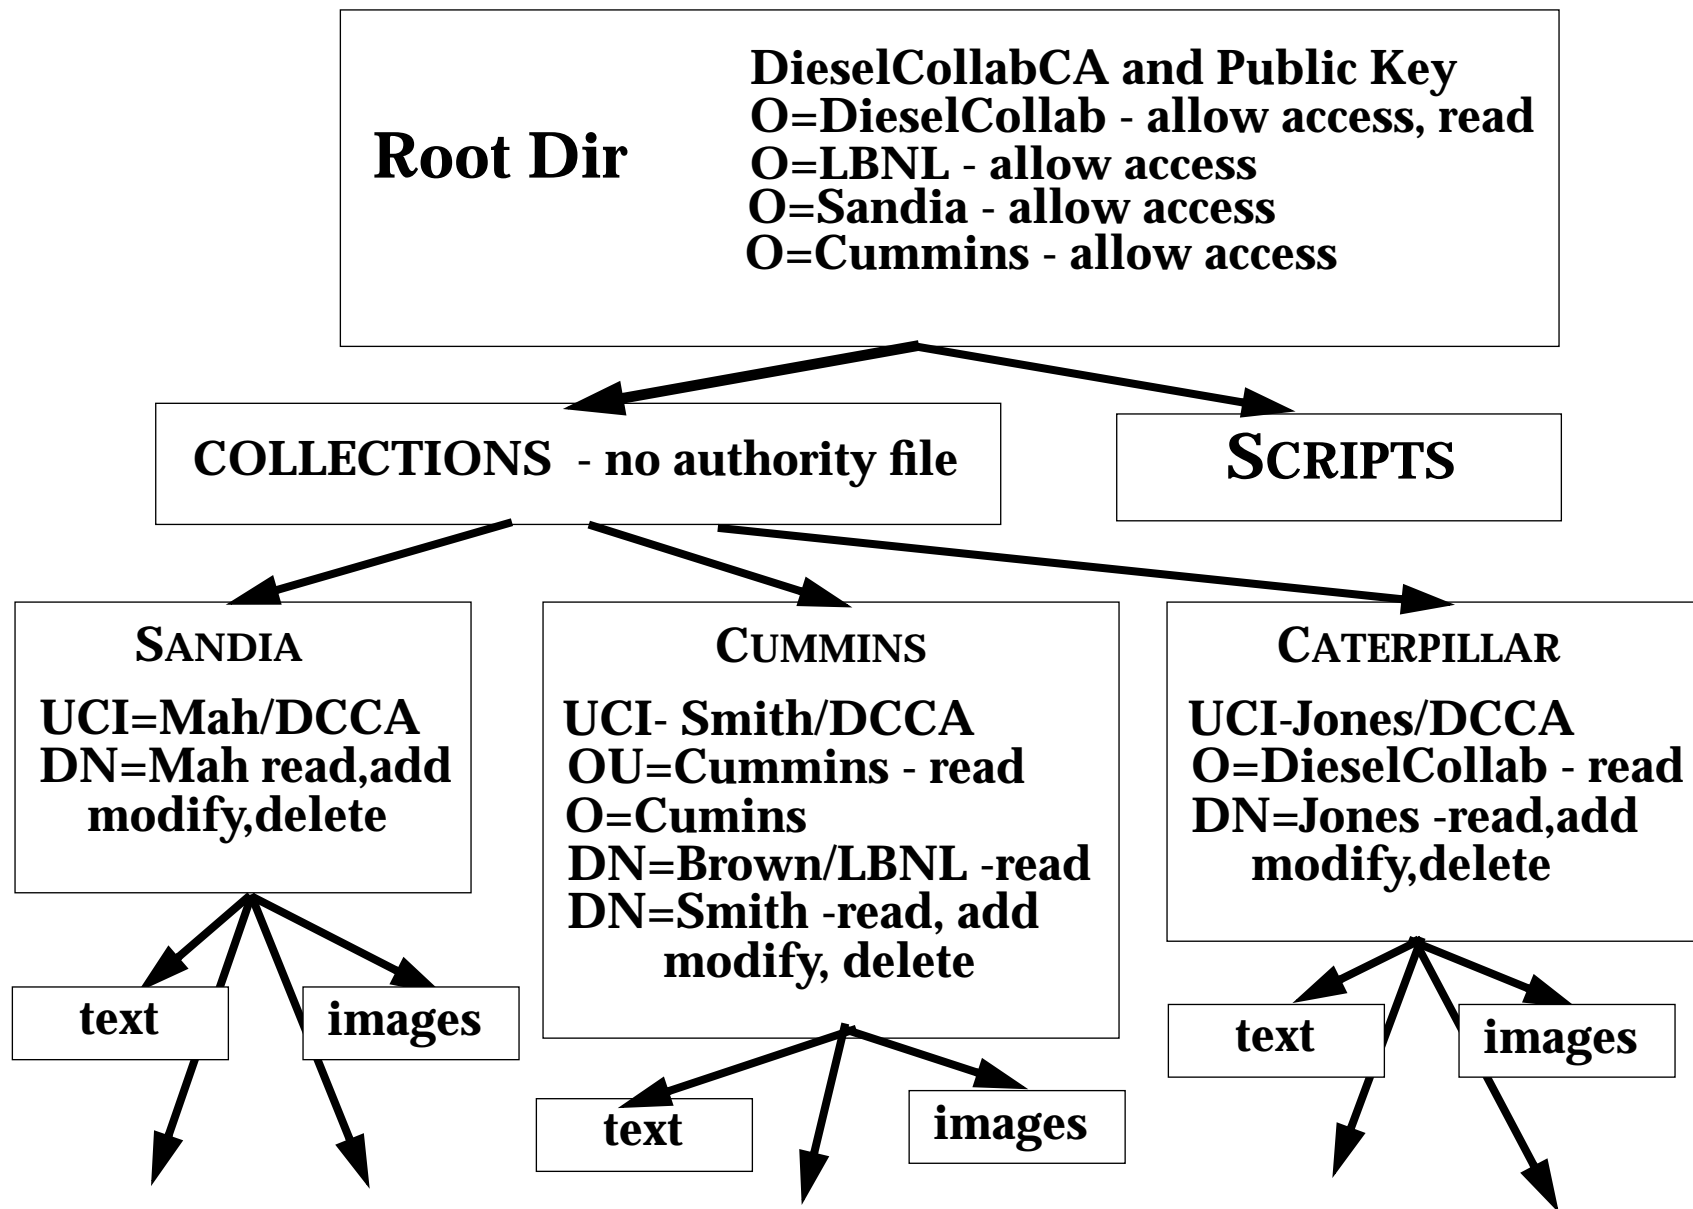 Root Dir
DieselCollabCA and Public Key
O=DieselCollab - allow access, read
O=LBNL - allow access
O=Sandia - allow access
O=Cummins - allow access
COLLECTIONS - no authority file
SCRIPTS
SANDIA
UCI=Mah/DCCA
DN=Mah read,add
modify,delete
CUMMINS
UCI- Smith/DCCA
OU=Cummins - read
O=Cumins
DN=Brown/LBNL -read
DN=Smith -read, add
modify, delete
CATERPILLAR
UCI-Jones/DCCA
O=DieselCollab - read
DN=Jones -read,add
modify,delete
text
images
text
images
text
images